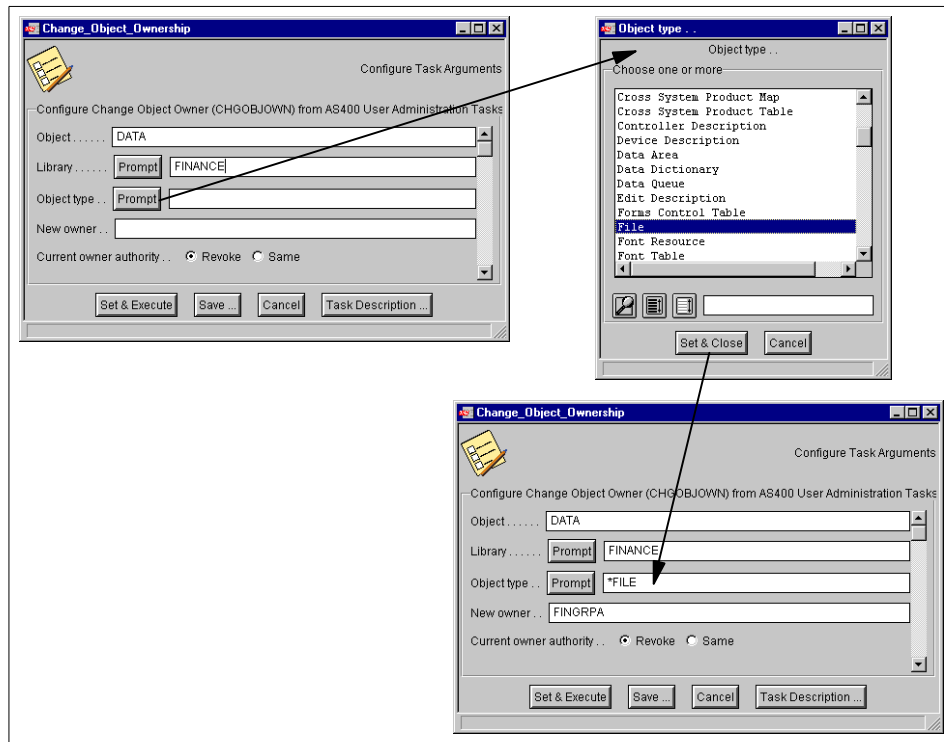 Change_Object_Ownership
Configure Task Arguments
Configure Change Object Owner (CHGOBJOWN) from AS400 User Administration Tasks
Object . . . . . . DATA
Library . . . . . . Prompt FINANCE
Object type . . Prompt
New owner . .
Current owner authority . . Revoke Same
Set & Execute Save ... Cancel Task Description ...
Object type . .
Object type . .
Choose one or more
Cross System Product Map
Cross System Product Table
Controller Description
Device Description
Data Area
Data Dictionary
Data Queue
Edit Description
Forms Control Table
File
Font Resource
Font Table
Set & Close Cancel
Change_Object_Ownership
Configure Task Arguments
Configure Change Object Owner (CHGOBJOWN) from AS400 User Administration Tasks
Object . . . . . . DATA
Library . . . . . . Prompt FINANCE
Object type . . Prompt *FILE
New owner . . FINGRPA
Current owner authority . . Revoke Same
Set & Execute Save ... Cancel Task Description ...